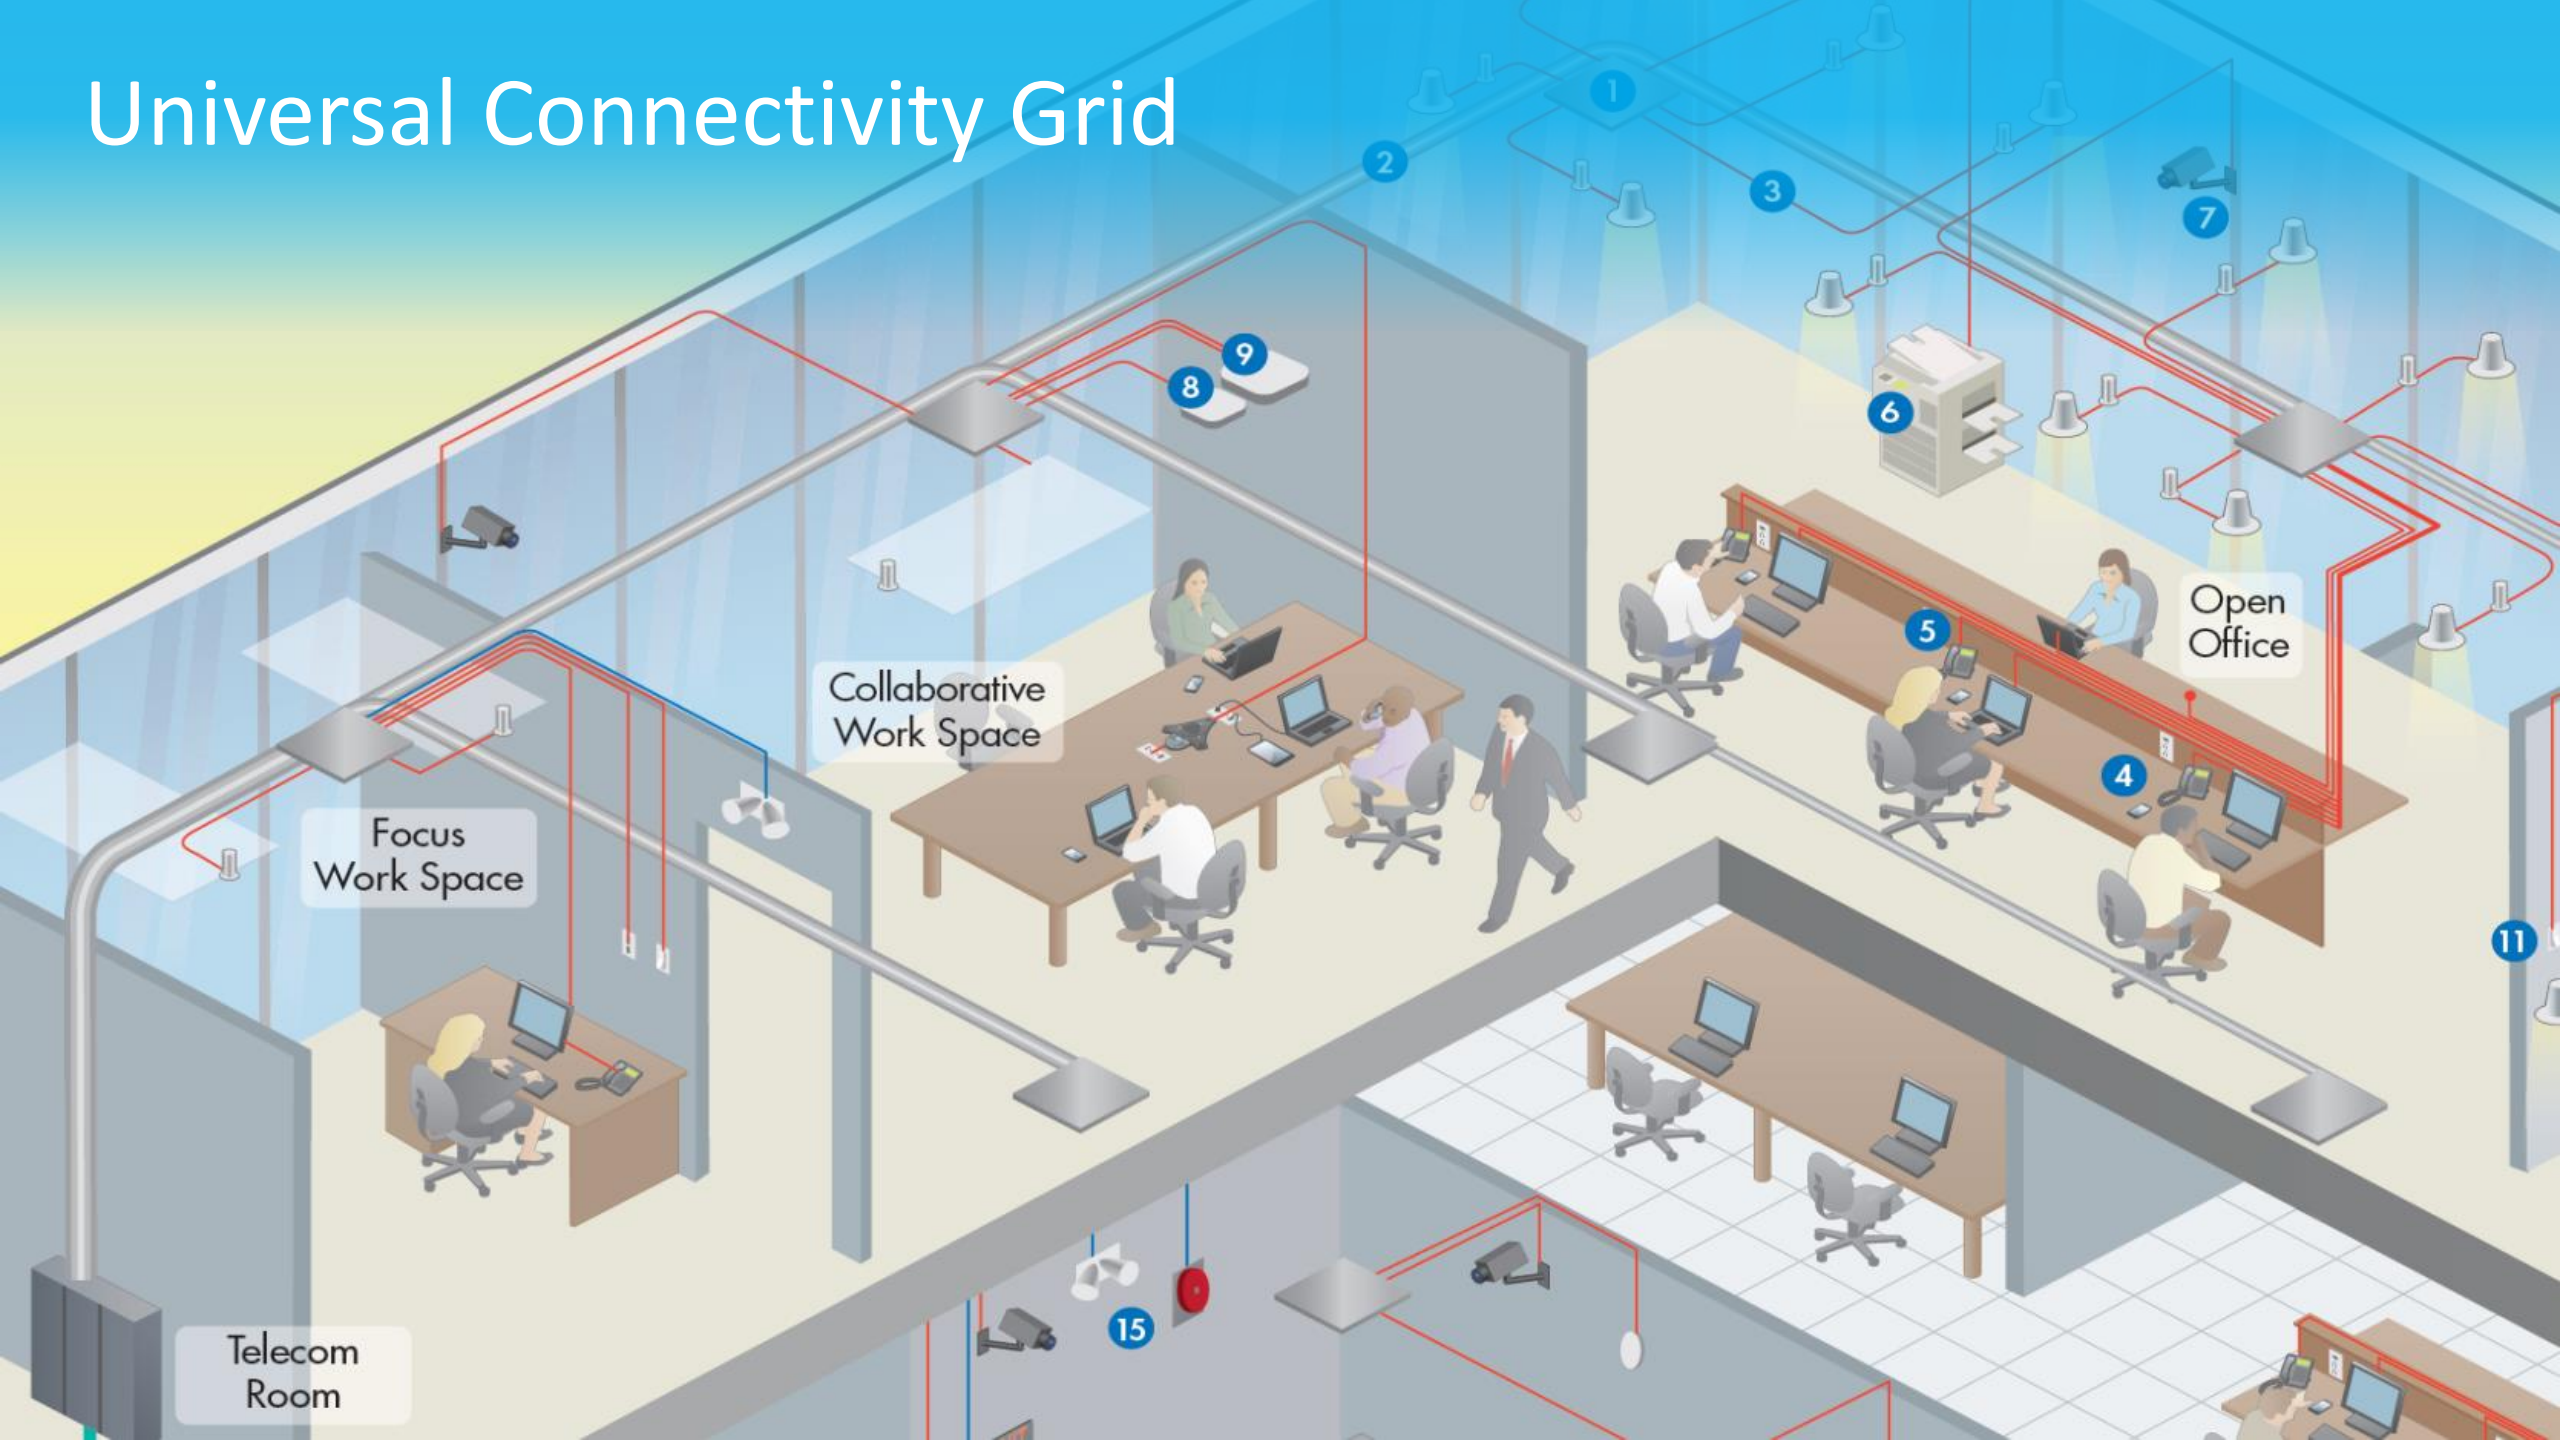 Universal Connectivity Grid
1
2
3
7
9
8
6
5
Open
Office
Collaborative
Work Space
4
Focus
Work Space
11
15
Telecom
Room